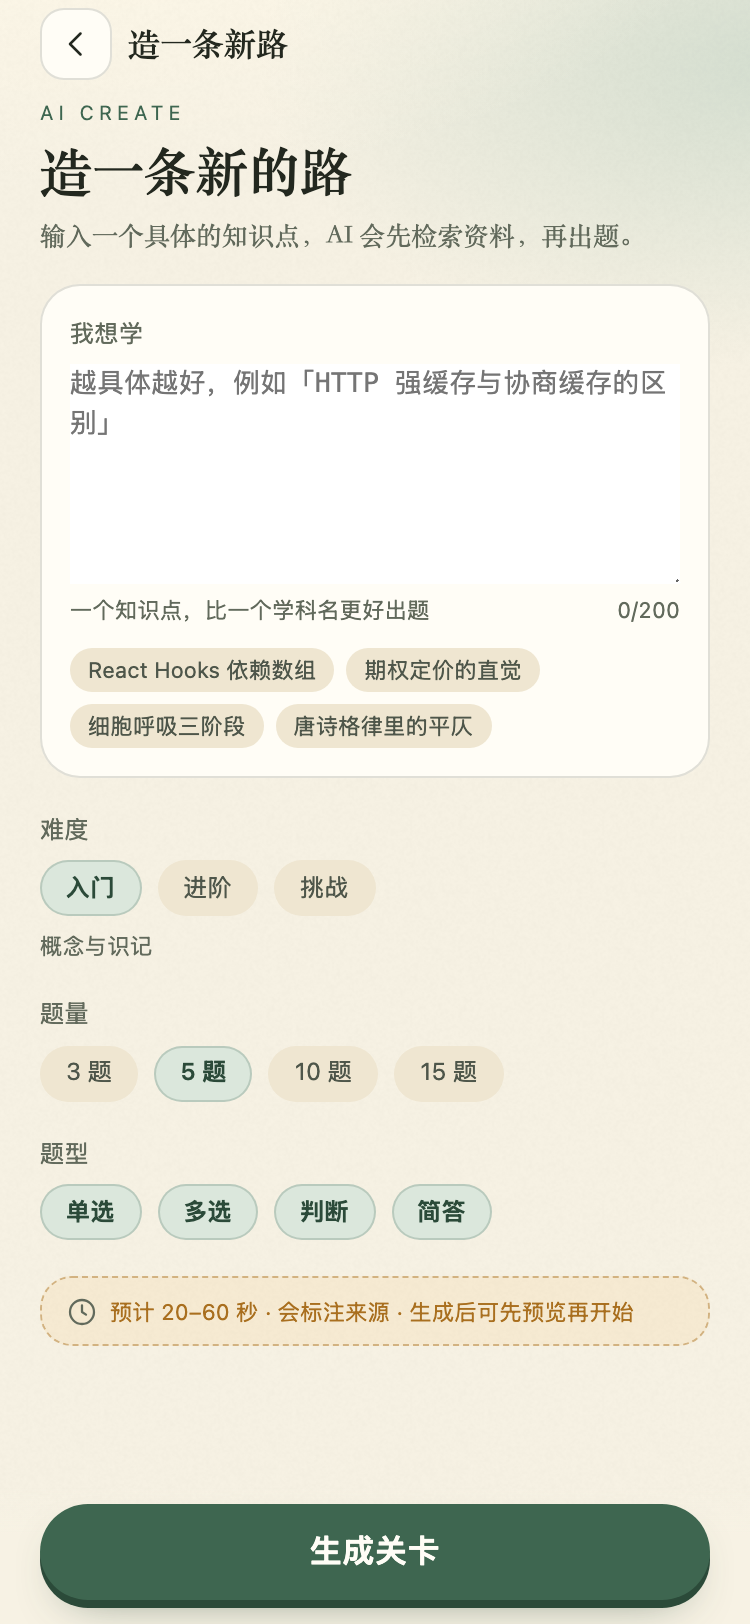 造一条新路
AI CREATE
造一条新的路
输入一个具体的知识点，AI 会先检索资料，再出题。
我想学
越具体越好，例如「HTTP 强缓存与协商缓存的区
别」
一个知识点，比一个学科名更好出题 0/200
React Hooks 依赖数组 期权定价的直觉
细胞呼吸三阶段 唐诗格律里的平仄
难度
入门 进阶 挑战
概念与识记
题量
3 题 5 题 10 题 15 题
题型
单选 多选 判断 简答
预计 20–60 秒 · 会标注来源 · 生成后可先预览再开始
生成关卡